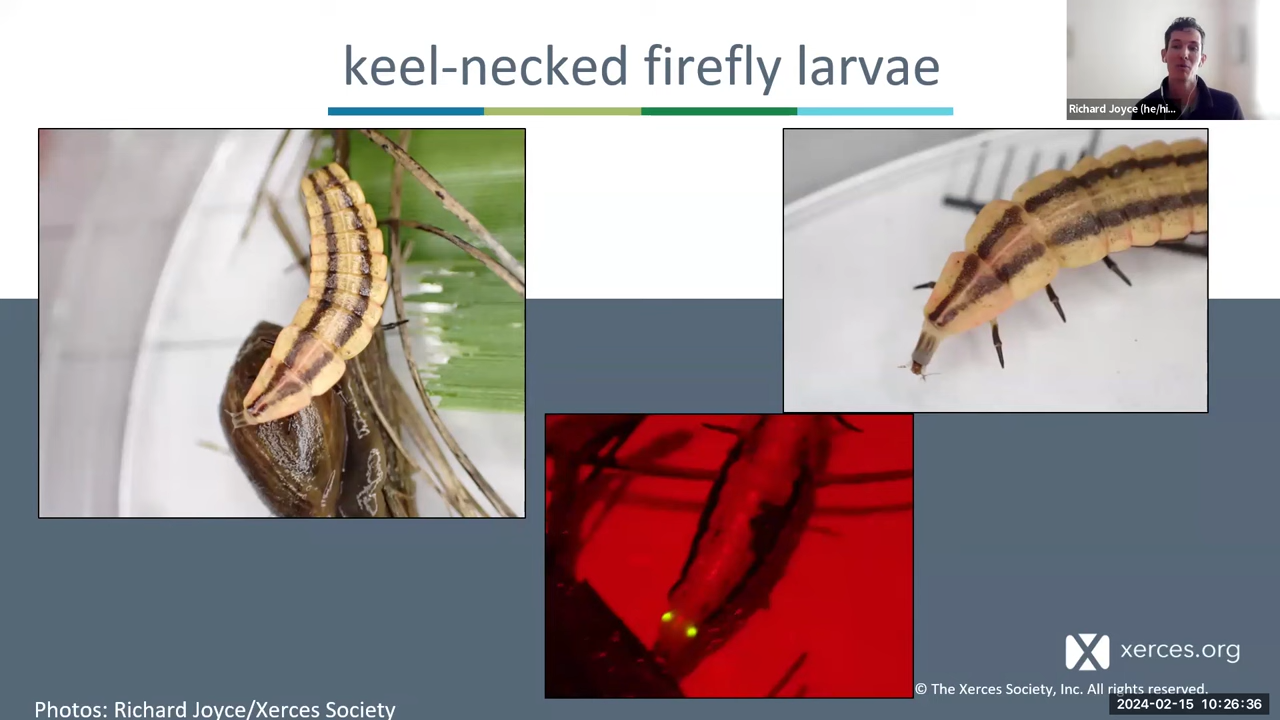 keel-necked firefly larvae
Richard Joyce (he/hi...
xerces.org
© The Xerces Society, Inc. All rights reserved.
2024-02-15 10:26:36
Photos: Richard Joyce/Xerces Society